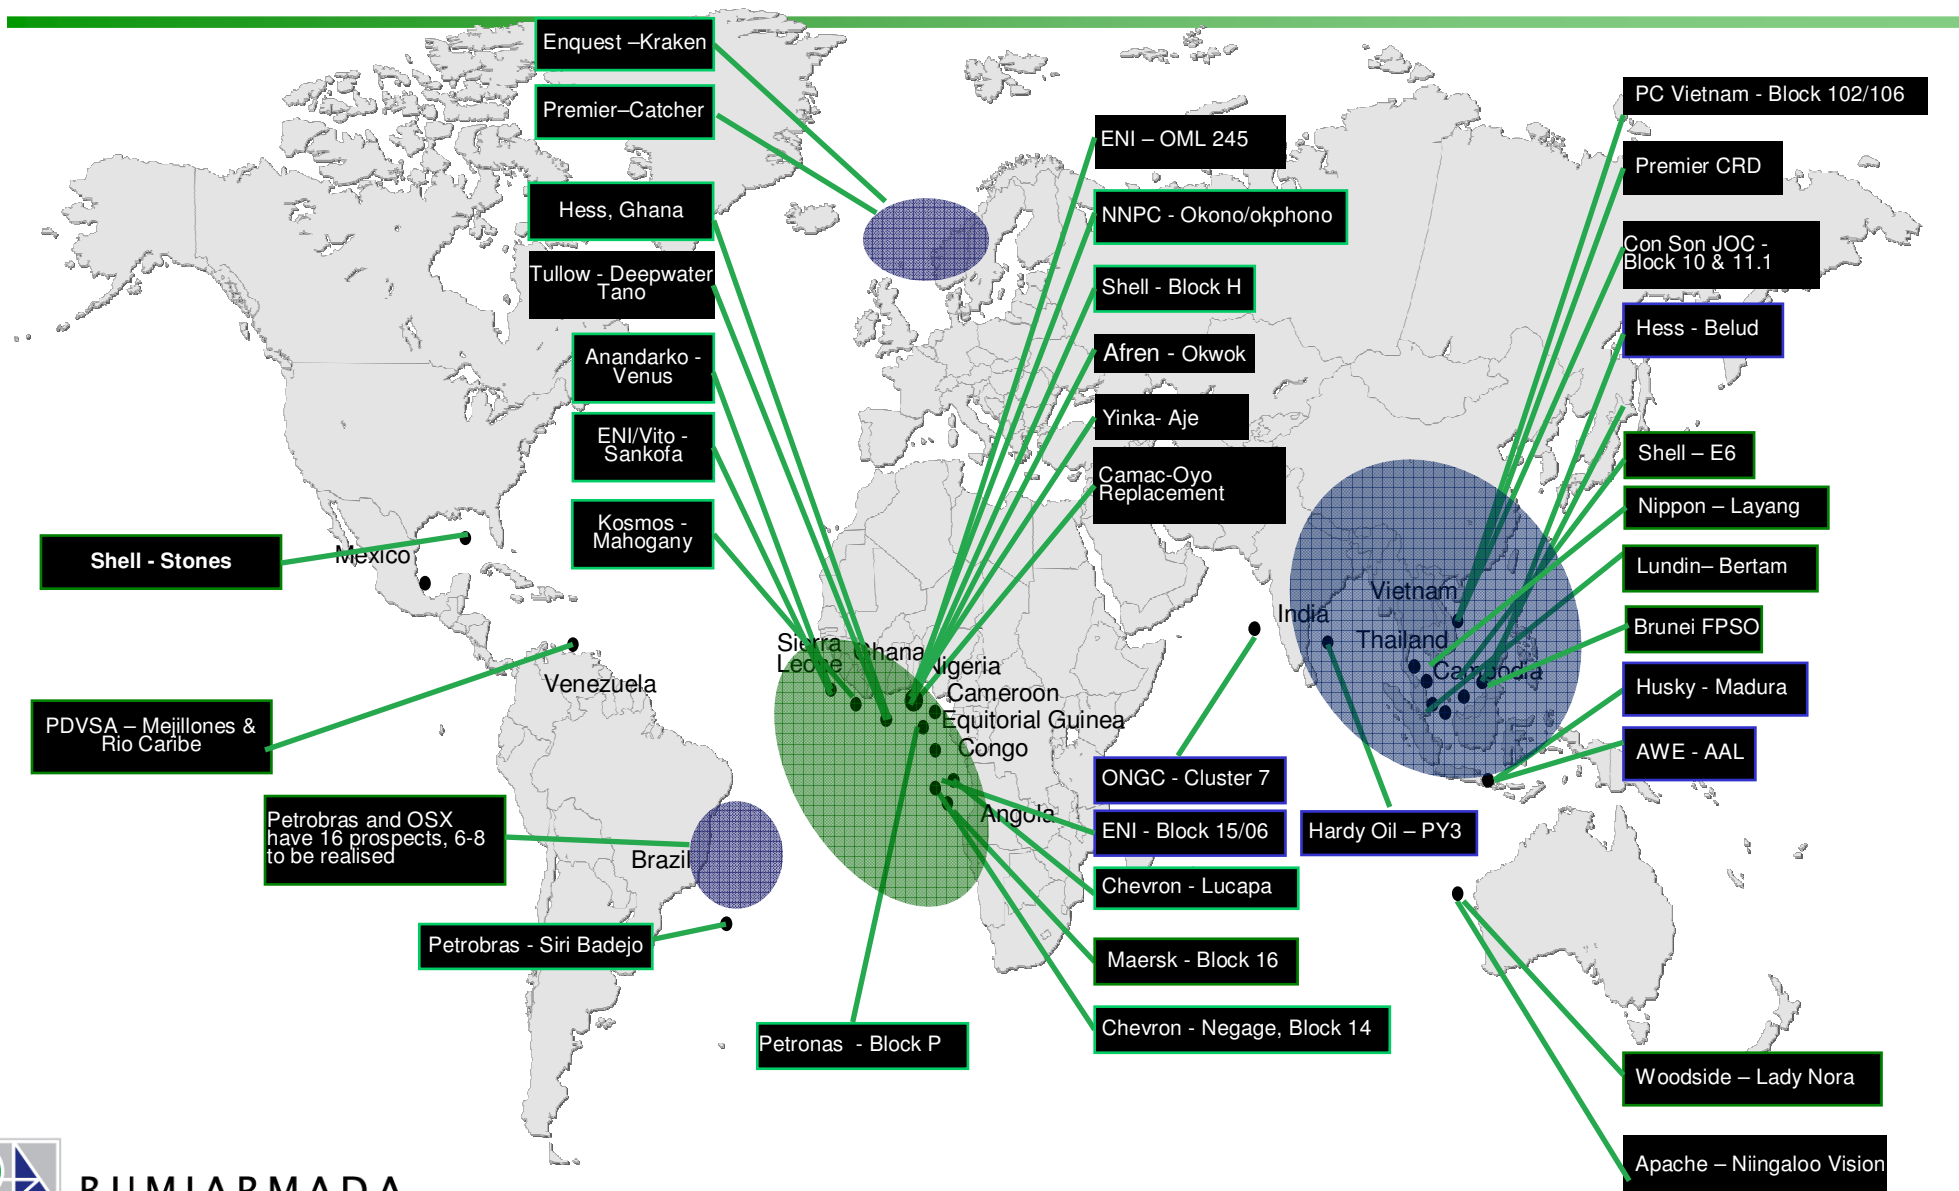 Enquest –Kraken
Premier–Catcher
Hess, Ghana
Tullow - Deepwater
Tano
Anandarko -
Venus
ENI/Vito -
Sankofa
Kosmos -
Mahogany
Shell - Stones
PDVSA – Mejillones &
Rio Caribe
Petrobras and OSX
have 16 prospects, 6-8
to be realised
Petrobras - Siri Badejo
Petronas - Block P
ENI – OML 245
NNPC - Okono/okphono
Shell - Block H
Afren - Okwok
Yinka- Aje
Camac-Oyo
Replacement
ONGC - Cluster 7
ENI - Block 15/06
Chevron - Lucapa
Maersk - Block 16
Chevron - Negage, Block 14
Hardy Oil – PY3
PC Vietnam - Block 102/106
Premier CRD
Con Son JOC -
Block 10 & 11.1
Hess - Belud
Shell – E6
Nippon – Layang
Lundin– Bertam
Brunei FPSO
Husky - Madura
AWE - AAL
Woodside – Lady Nora
Apache – Niingaloo Vision
Mexico
Venezuela
Brazil
Sierra
Leone
Ghana
Nigeria
Cameroon
Equitorial Guinea
Congo
Angola
India
Vietnam
Thailand
Cambodia
BUMIARMADA